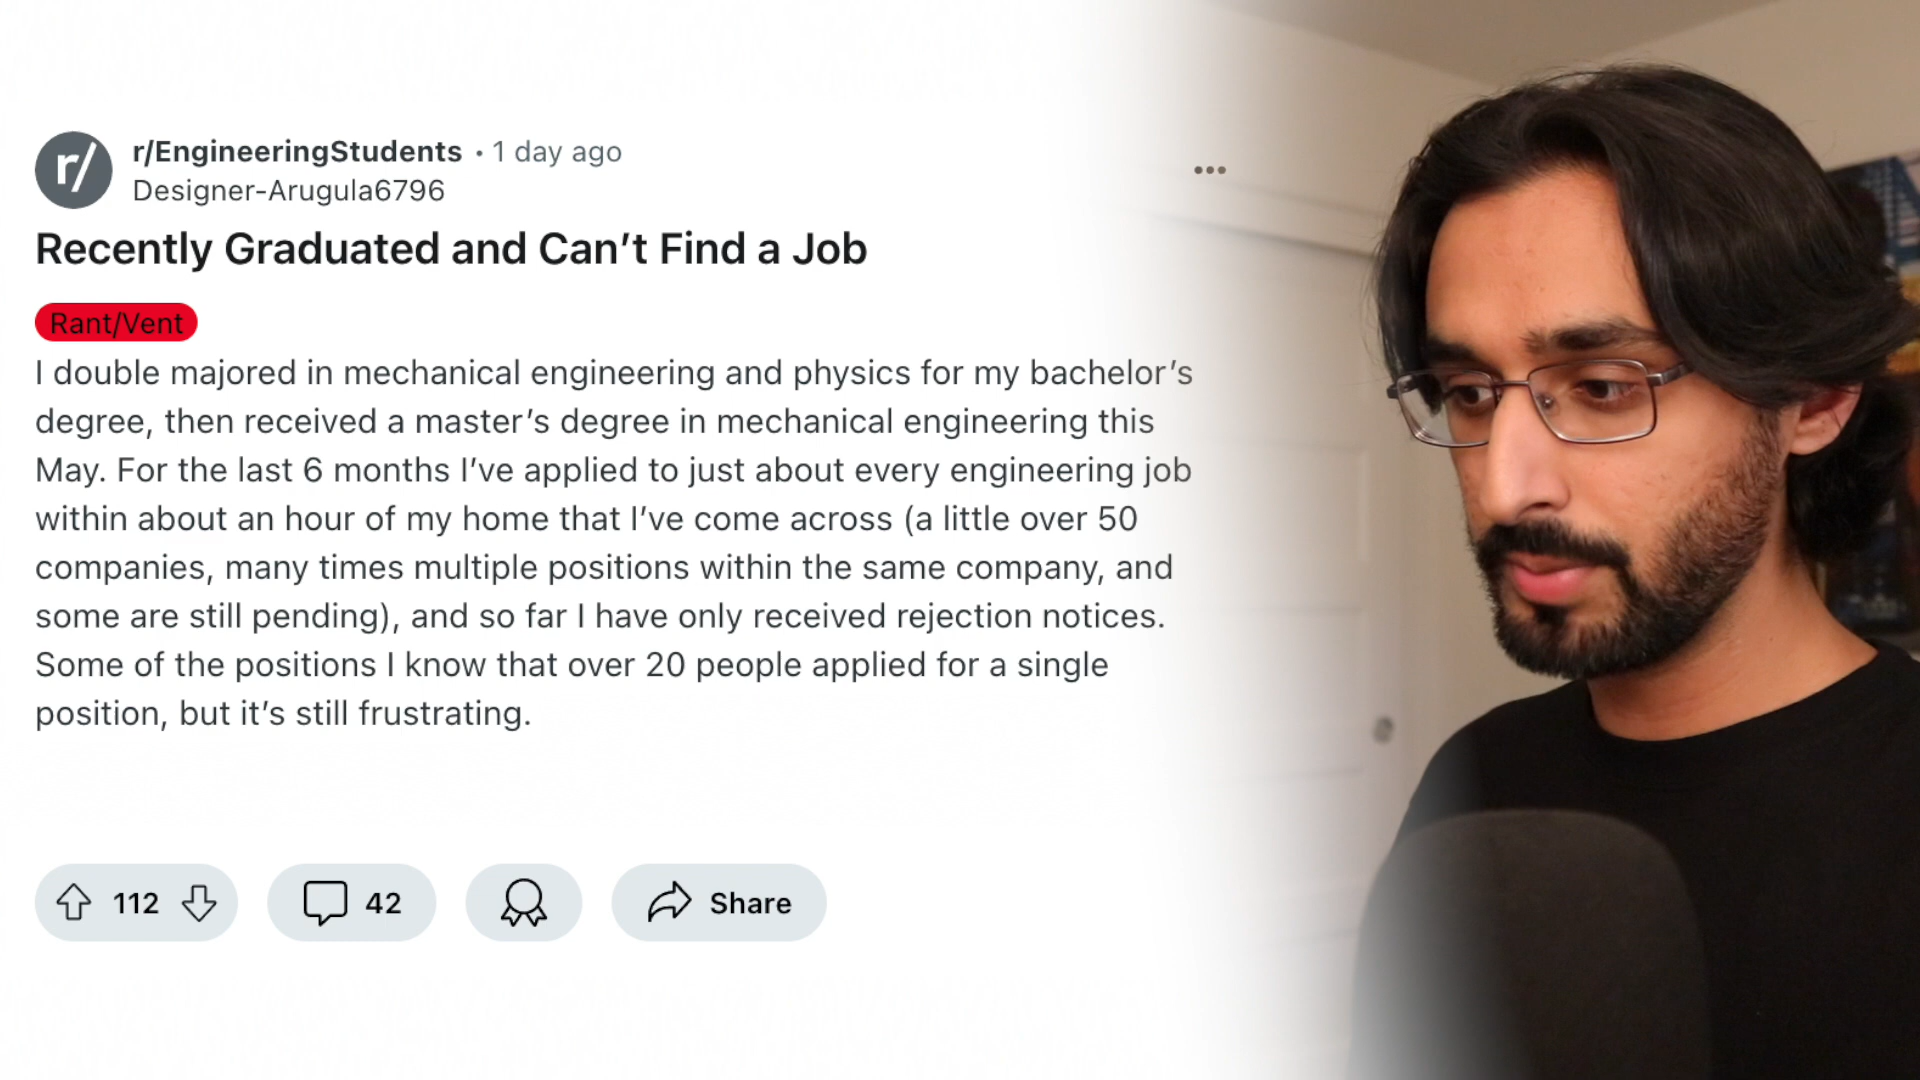 r/
r/EngineeringStudents • 1 day ago
Designer-Arugula6796
Recently Graduated and Can’t Find a Job
Rant/Vent
I double majored in mechanical engineering and physics for my bachelor’s
degree, then received a master’s degree in mechanical engineering this
May. For the last 6 months I’ve applied to just about every engineering job
within about an hour of my home that I’ve come across (a little over 50
companies, many times multiple positions within the same company, and
some are still pending), and so far I have only received rejection notices.
Some of the positions I know that over 20 people applied for a single
position, but it’s still frustrating.
112
42
Share